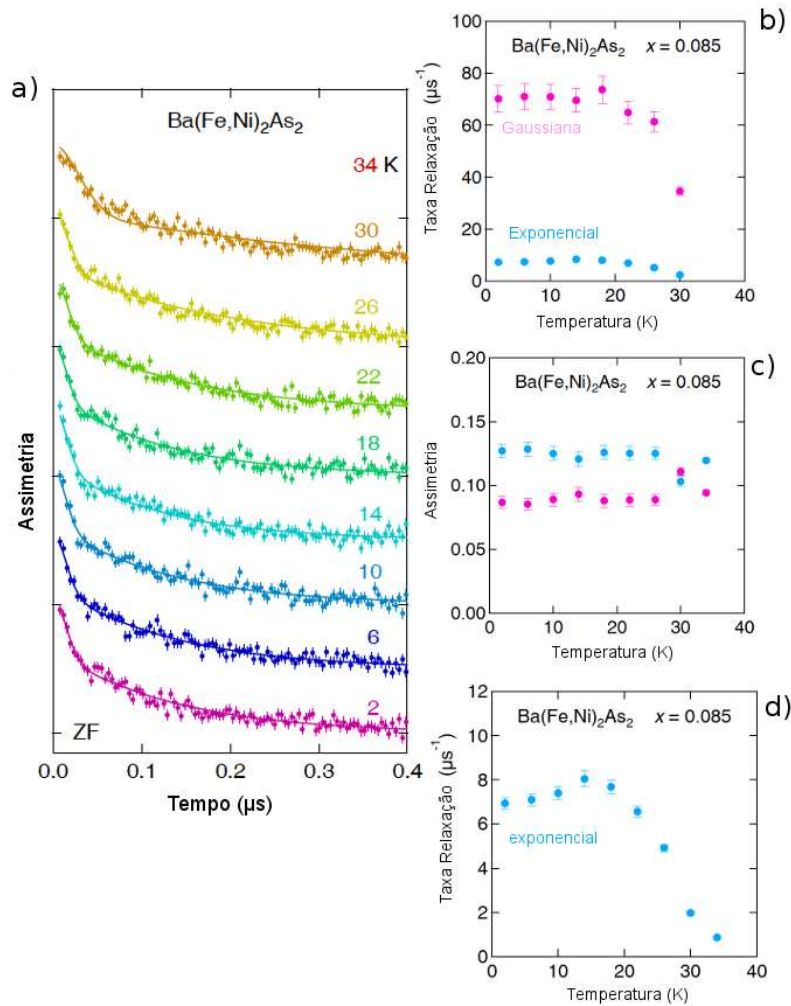 a)
Ba(Fe,Ni)₂As₂
34 K
30
26
22
18
14
10
6
2
ZF
Assimetria
0.0 0.1 0.2 0.3 0.4
Tempo (µs)
b)
Ba(Fe,Ni)₂As₂ x = 0.085
Taxa Relaxação (µs⁻¹)
100
80
60
40
20
0
Gaussiana
Exponencial
0 10 20 30 40
Temperatura (K)
c)
Ba(Fe,Ni)₂As₂ x = 0.085
Assimetria
0.20
0.15
0.10
0.05
0.00
0 10 20 30 40
Temperatura (K)
d)
Ba(Fe,Ni)₂As₂ x = 0.085
Taxa Relaxação (µs⁻¹)
12
10
8
6
4
2
0
exponencial
0 10 20 30 40
Temperatura (K)